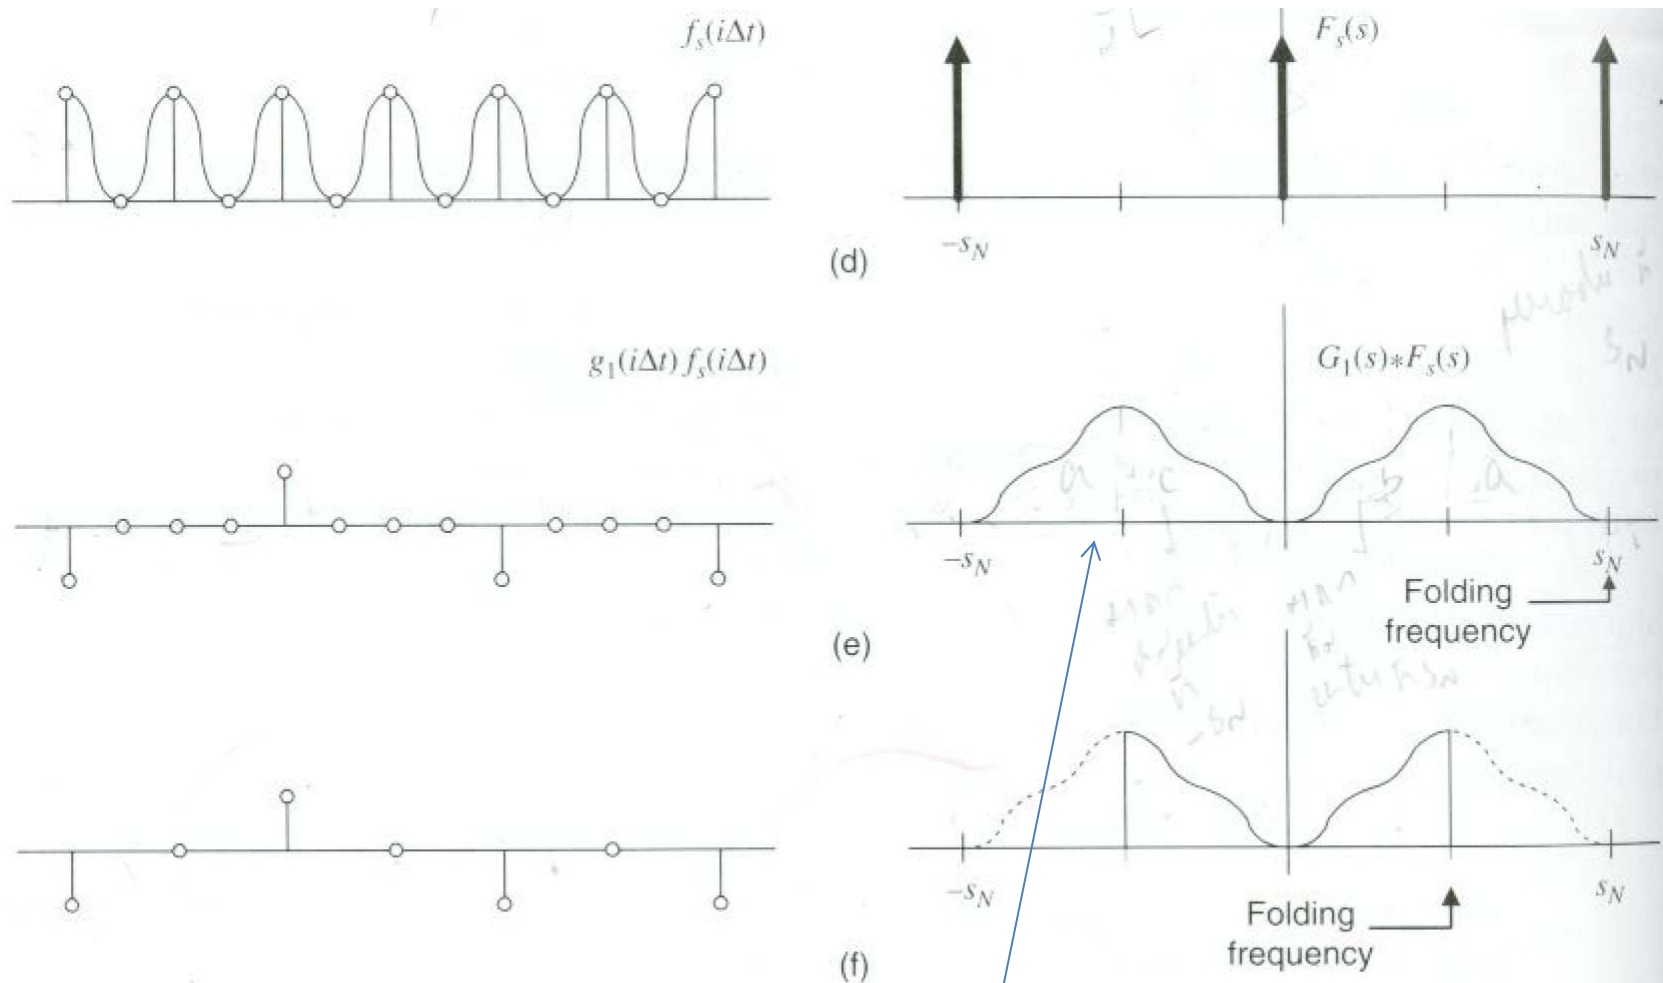 f_s(iΔt)
F_s(s)
-s_N
s_N
(d)
g_1(iΔt) f_s(iΔt)
G_1(s)*F_s(s)
a
c
b
a
-s_N
s_N
Folding
frequency
(e)
-s_N
s_N
Folding
frequency
(f)